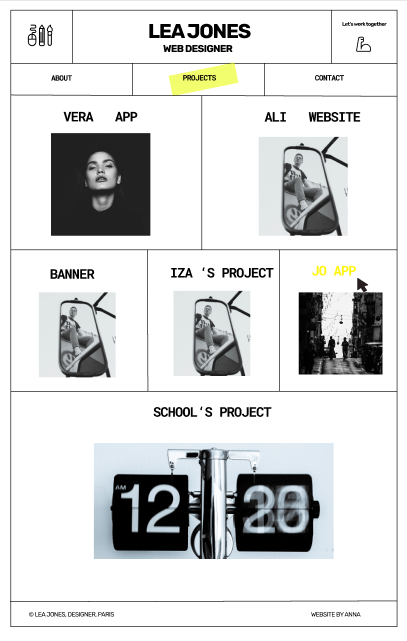 LEA JONES
WEB DESIGNER
Let's work together
ABOUT
PROJECTS
CONTACT
VERA APP
ALI WEBSITE
BANNER
IZA ‘S PROJECT
JO APP
SCHOOL‘S PROJECT
AM
12
© LEA JONES, DESIGNER, PARIS
WEBSITE BY ANNA